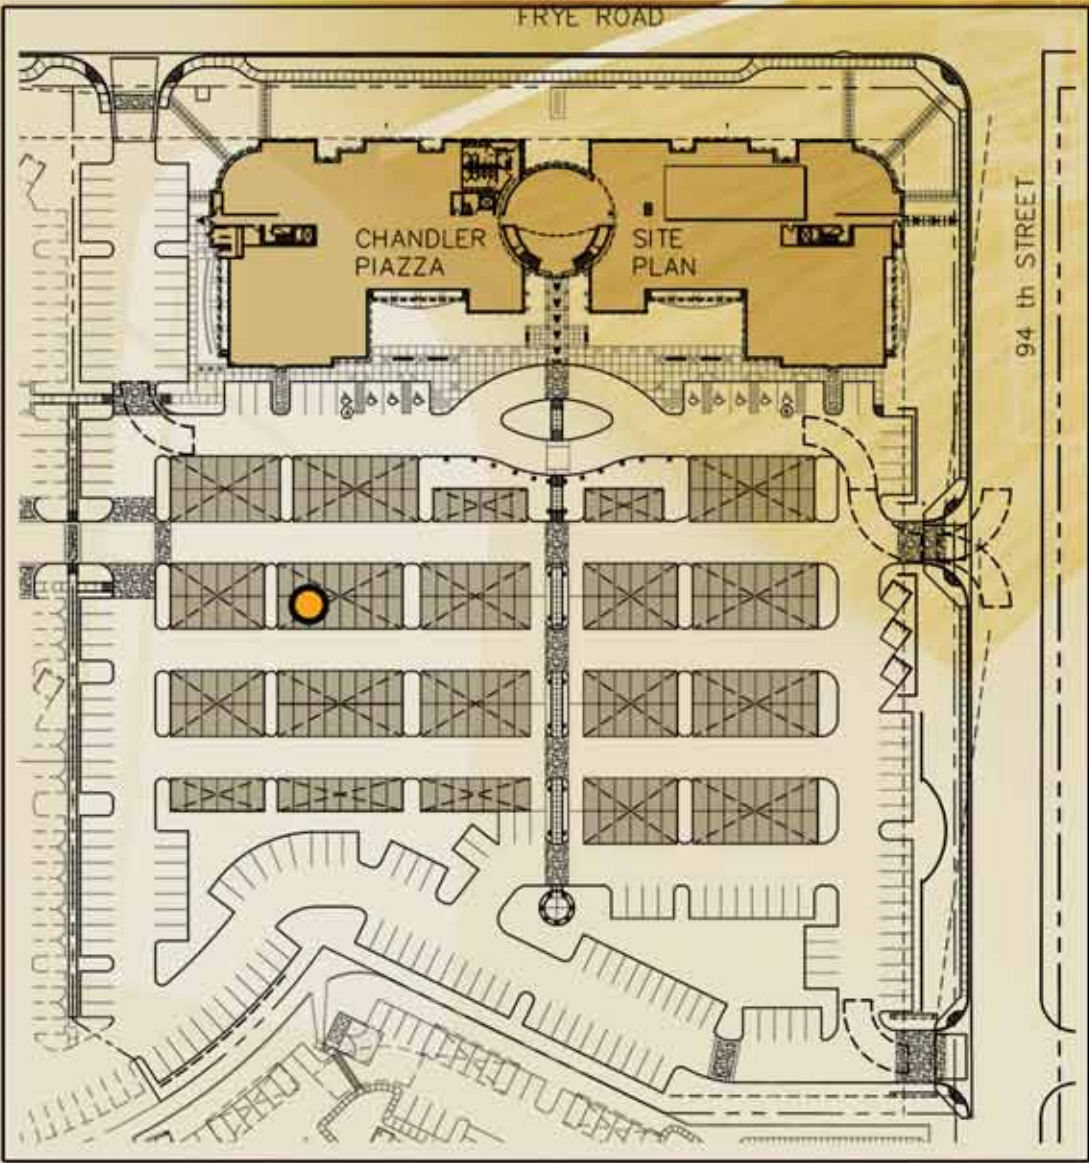 FRYE ROAD
CHANDLER
PIAZZA
SITE
PLAN
94 th STREET